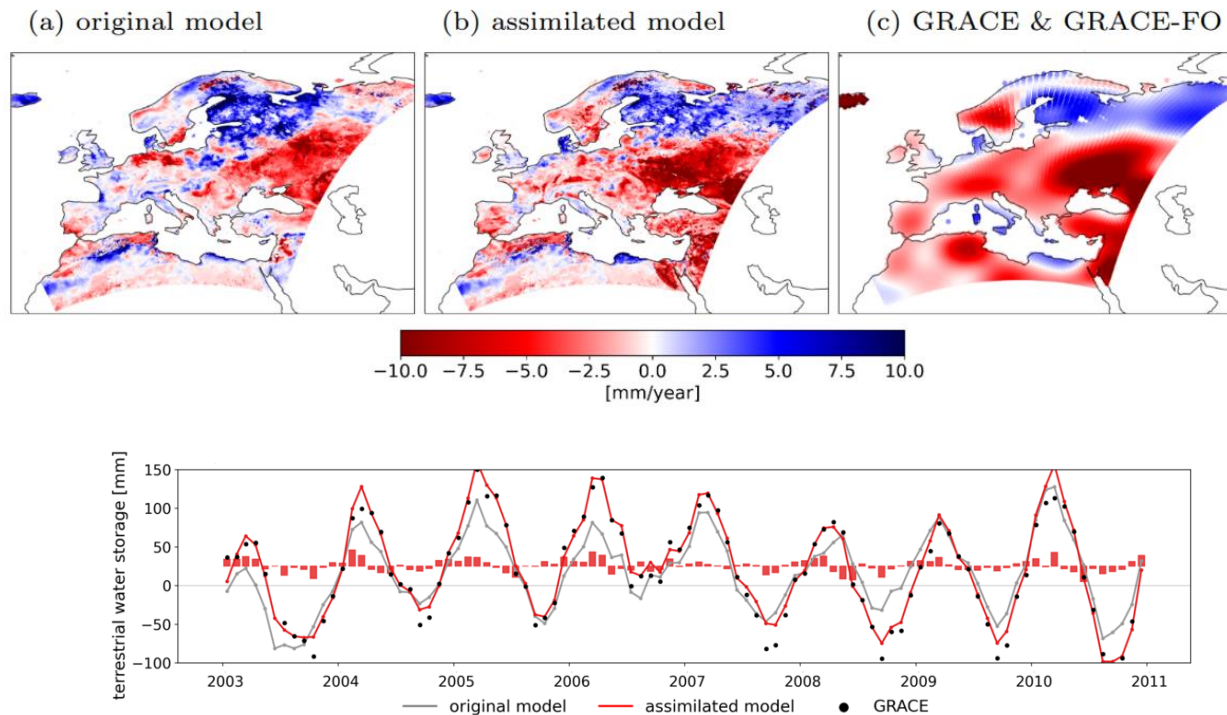 (a) original model (b) assimilated model (c) GRACE & GRACE-FO
−10.0 −7.5 −5.0 −2.5 0.0 2.5 5.0 7.5 10.0
[mm/year]
terrestrial water storage [mm]
150
100
50
0
−50
−100
2003 2004 2005 2006 2007 2008 2009 2010 2011
original model assimilated model GRACE